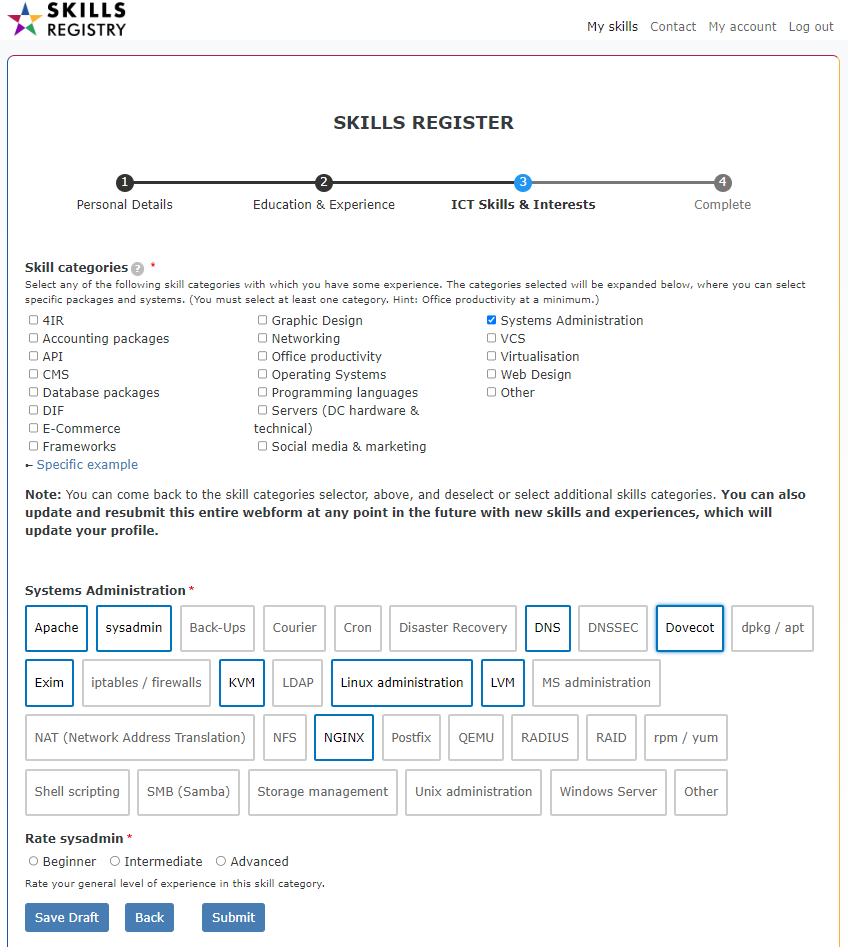 SKILLS
REGISTRY
My skills Contact My account Log out
SKILLS REGISTER
1 2 3 4
Personal Details Education & Experience ICT Skills & Interests Complete
Skill categories ? *
Select any of the following skill categories with which you have some experience. The categories selected will be expanded below, where you can select
specific packages and systems. (You must select at least one category. Hint: Office productivity at a minimum.)
4IR
Accounting packages
API
CMS
Database packages
DIF
E-Commerce
Frameworks
Graphic Design
Networking
Office productivity
Operating Systems
Programming languages
Servers (DC hardware &
technical)
Social media & marketing
Systems Administration
VCS
Virtualisation
Web Design
Other
← Specific example
Note: You can come back to the skill categories selector, above, and deselect or select additional skills categories. You can also
update and resubmit this entire webform at any point in the future with new skills and experiences, which will
update your profile.
Systems Administration *
Apache sysadmin Back-Ups Courier Cron Disaster Recovery DNS DNSSEC Dovecot dpkg / apt
Exim iptables / firewalls KVM LDAP Linux administration LVM MS administration
NAT (Network Address Translation) NFS NGINX Postfix QEMU RADIUS RAID rpm / yum
Shell scripting SMB (Samba) Storage management Unix administration Windows Server Other
Rate sysadmin *
Beginner Intermediate Advanced
Rate your general level of experience in this skill category.
Save Draft Back Submit